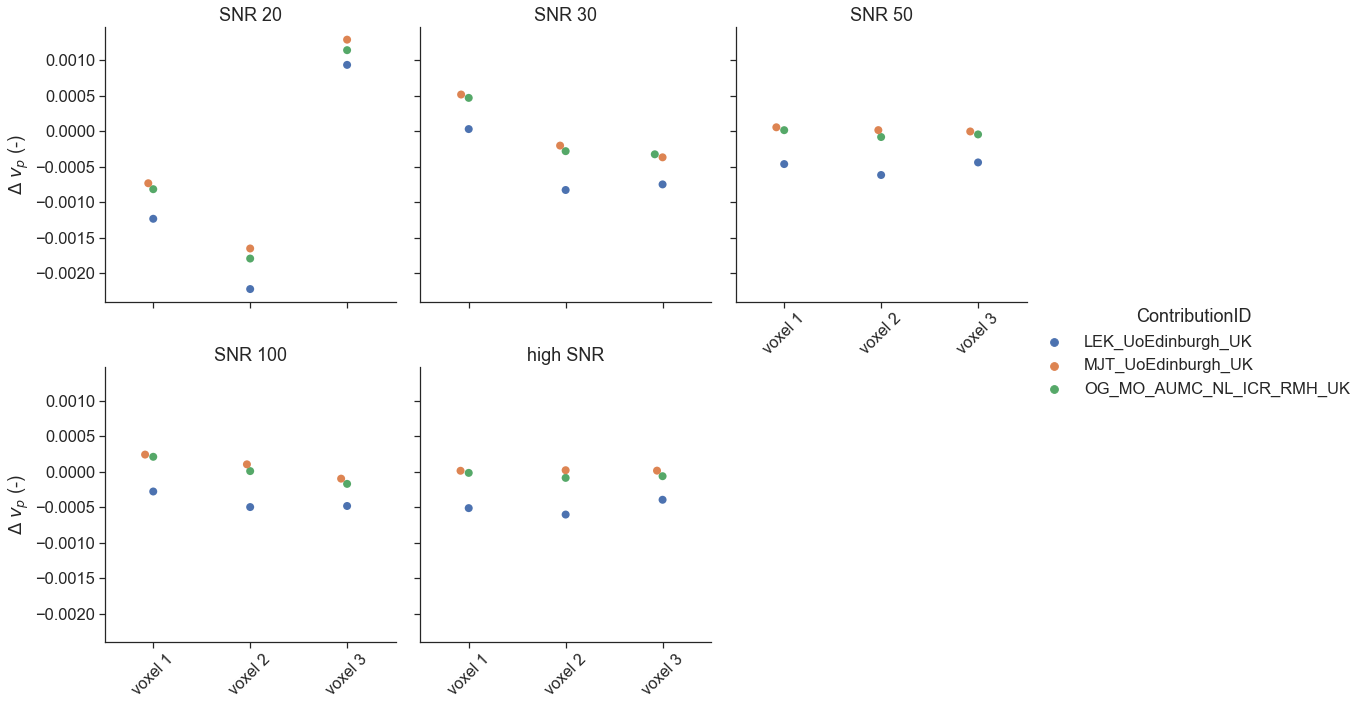 SNR 20
SNR 30
SNR 50
0.0010
0.0005
0.0000
−0.0005
−0.0010
−0.0015
−0.0020
Δ vₚ (-)
voxel 1
voxel 2
voxel 3
ContributionID
LEK_UoEdinburgh_UK
MJT_UoEdinburgh_UK
OG_MO_AUMC_NL_ICR_RMH_UK
SNR 100
high SNR
0.0010
0.0005
0.0000
−0.0005
−0.0010
−0.0015
−0.0020
Δ vₚ (-)
voxel 1
voxel 2
voxel 3
voxel 1
voxel 2
voxel 3